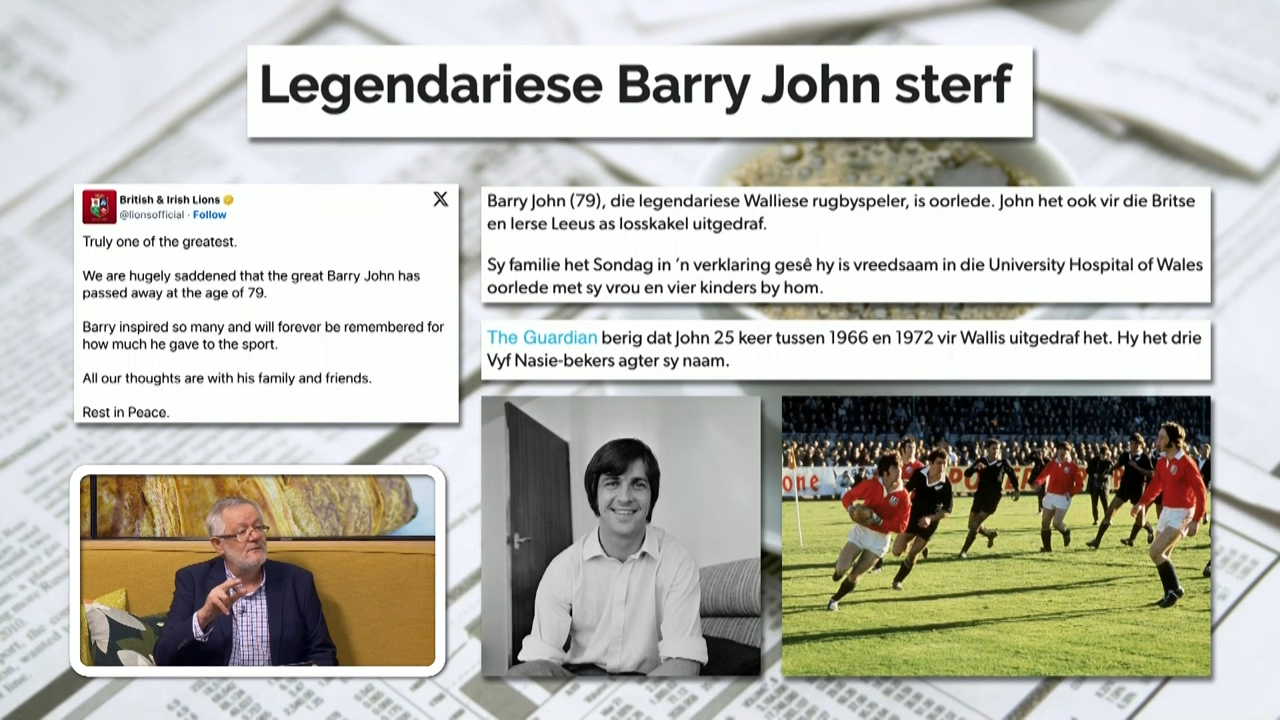 Legendariese Barry John sterf
British & Irish Lions
@lionsofficial · Follow
Truly one of the greatest.
We are hugely saddened that the great Barry John has
passed away at the age of 79.
Barry inspired so many and will forever be remembered for
how much he gave to the sport.
All our thoughts are with his family and friends.
Rest in Peace.
Barry John (79), die legendariese Walliese rugbyspeler, is oorlede. John het ook vir die Britse
en Ierse Leeus as losskakel uitgedraf.
Sy familie het Sondag in ’n verklaring gesê hy is vreedsaam in die University Hospital of Wales
oorlede met sy vrou en vier kinders by hom.
The Guardian berig dat John 25 keer tussen 1966 en 1972 vir Wallis uitgedraf het. Hy het drie
Vyf Nasie-bekers agter sy naam.